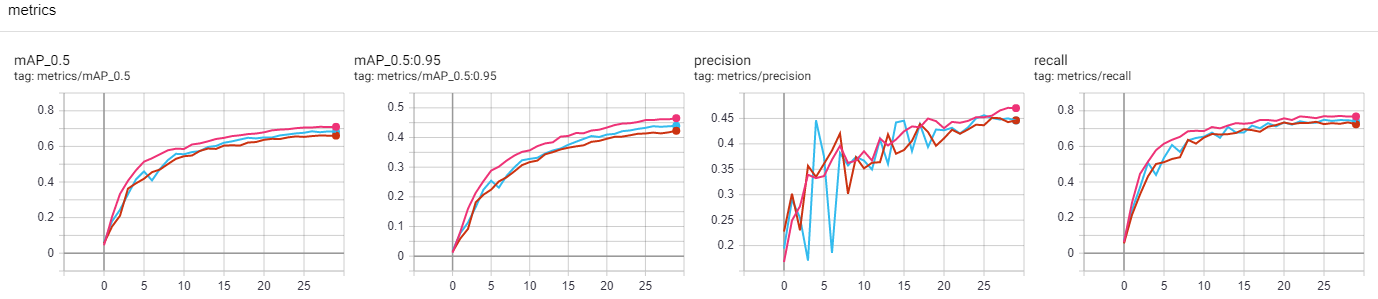 metrics
mAP_0.5
tag: metrics/mAP_0.5
0.8
0.6
0.4
0.2
0
0 5 10 15 20 25
mAP_0.5:0.95
tag: metrics/mAP_0.5:0.95
0.5
0.4
0.3
0.2
0.1
0
0 5 10 15 20 25
precision
tag: metrics/precision
0.45
0.4
0.35
0.3
0.25
0.2
0 5 10 15 20 25
recall
tag: metrics/recall
0.8
0.6
0.4
0.2
0
0 5 10 15 20 25